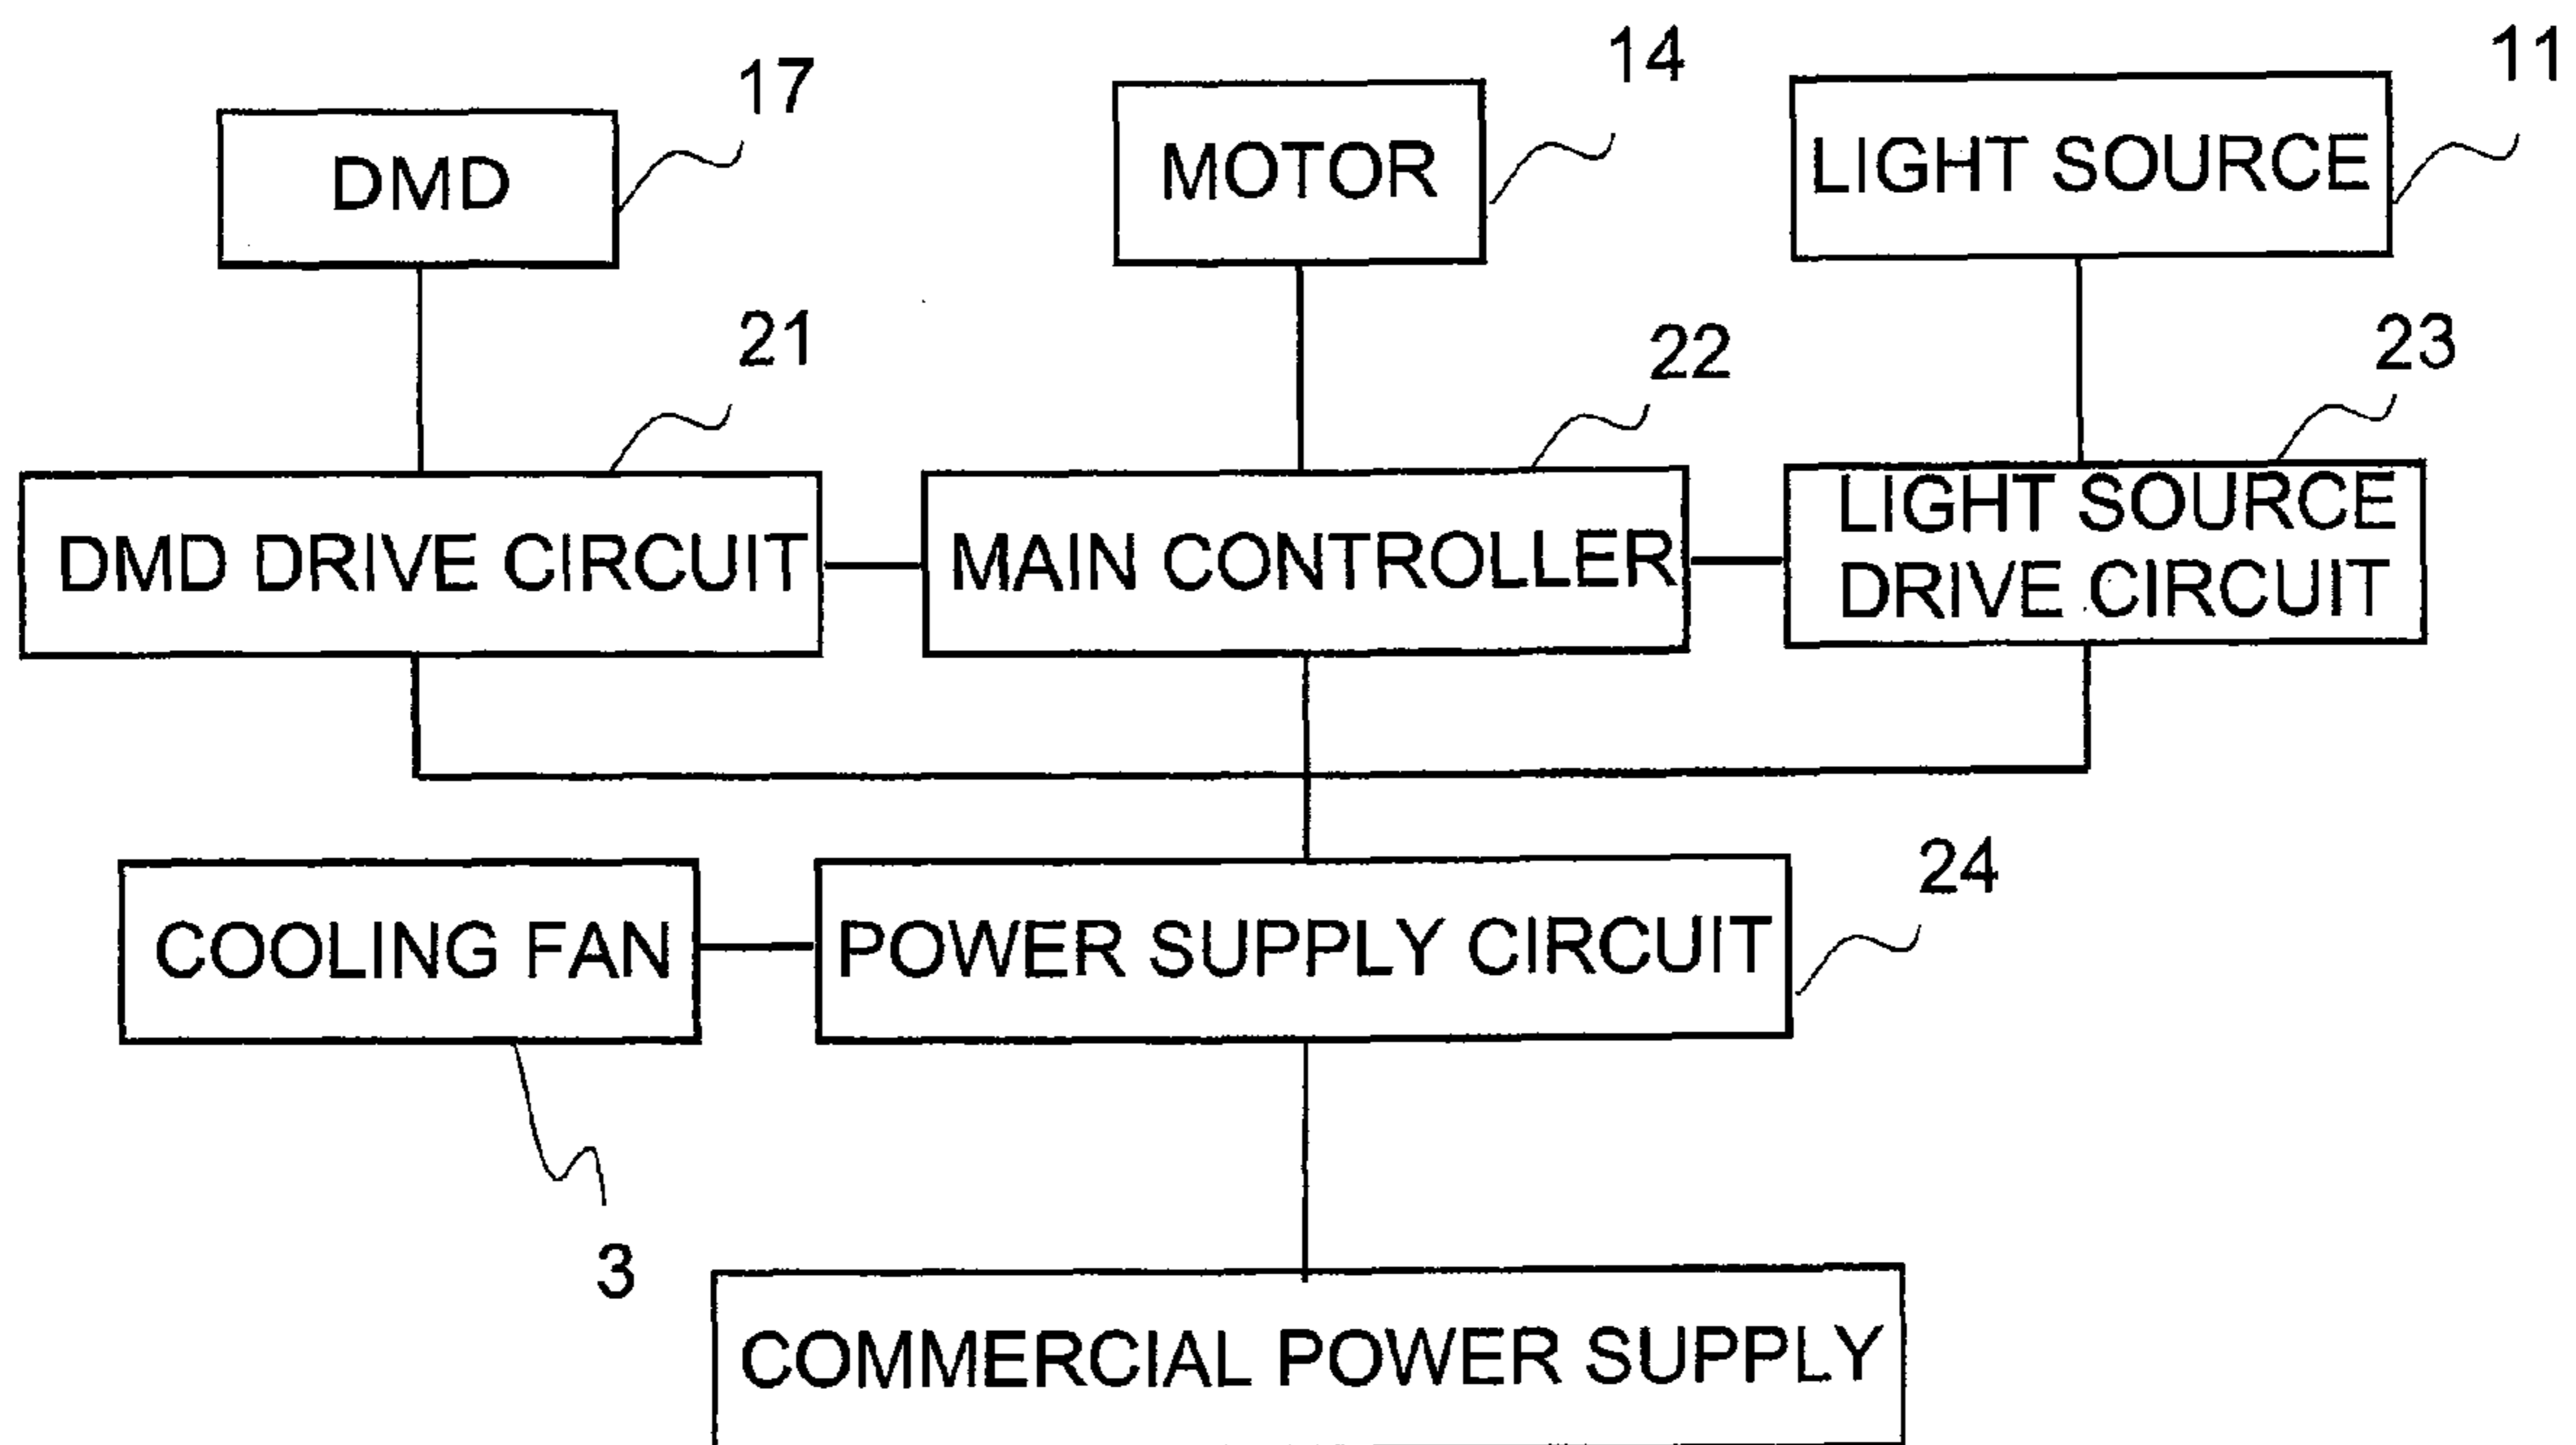 17
14
11
DMD
MOTOR
LIGHT SOURCE
21
22
23
DMD DRIVE CIRCUIT
MAIN CONTROLLER
LIGHT SOURCE
DRIVE CIRCUIT
24
COOLING FAN
POWER SUPPLY CIRCUIT
3
COMMERCIAL POWER SUPPLY